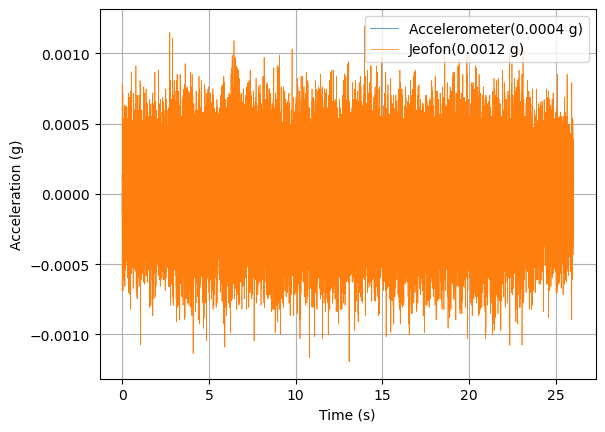 Accelerometer(0.0004 g)
Jeofon(0.0012 g)
0.0010
0.0005
0.0000
−0.0005
−0.0010
Acceleration (g)
0 5 10 15 20 25
Time (s)